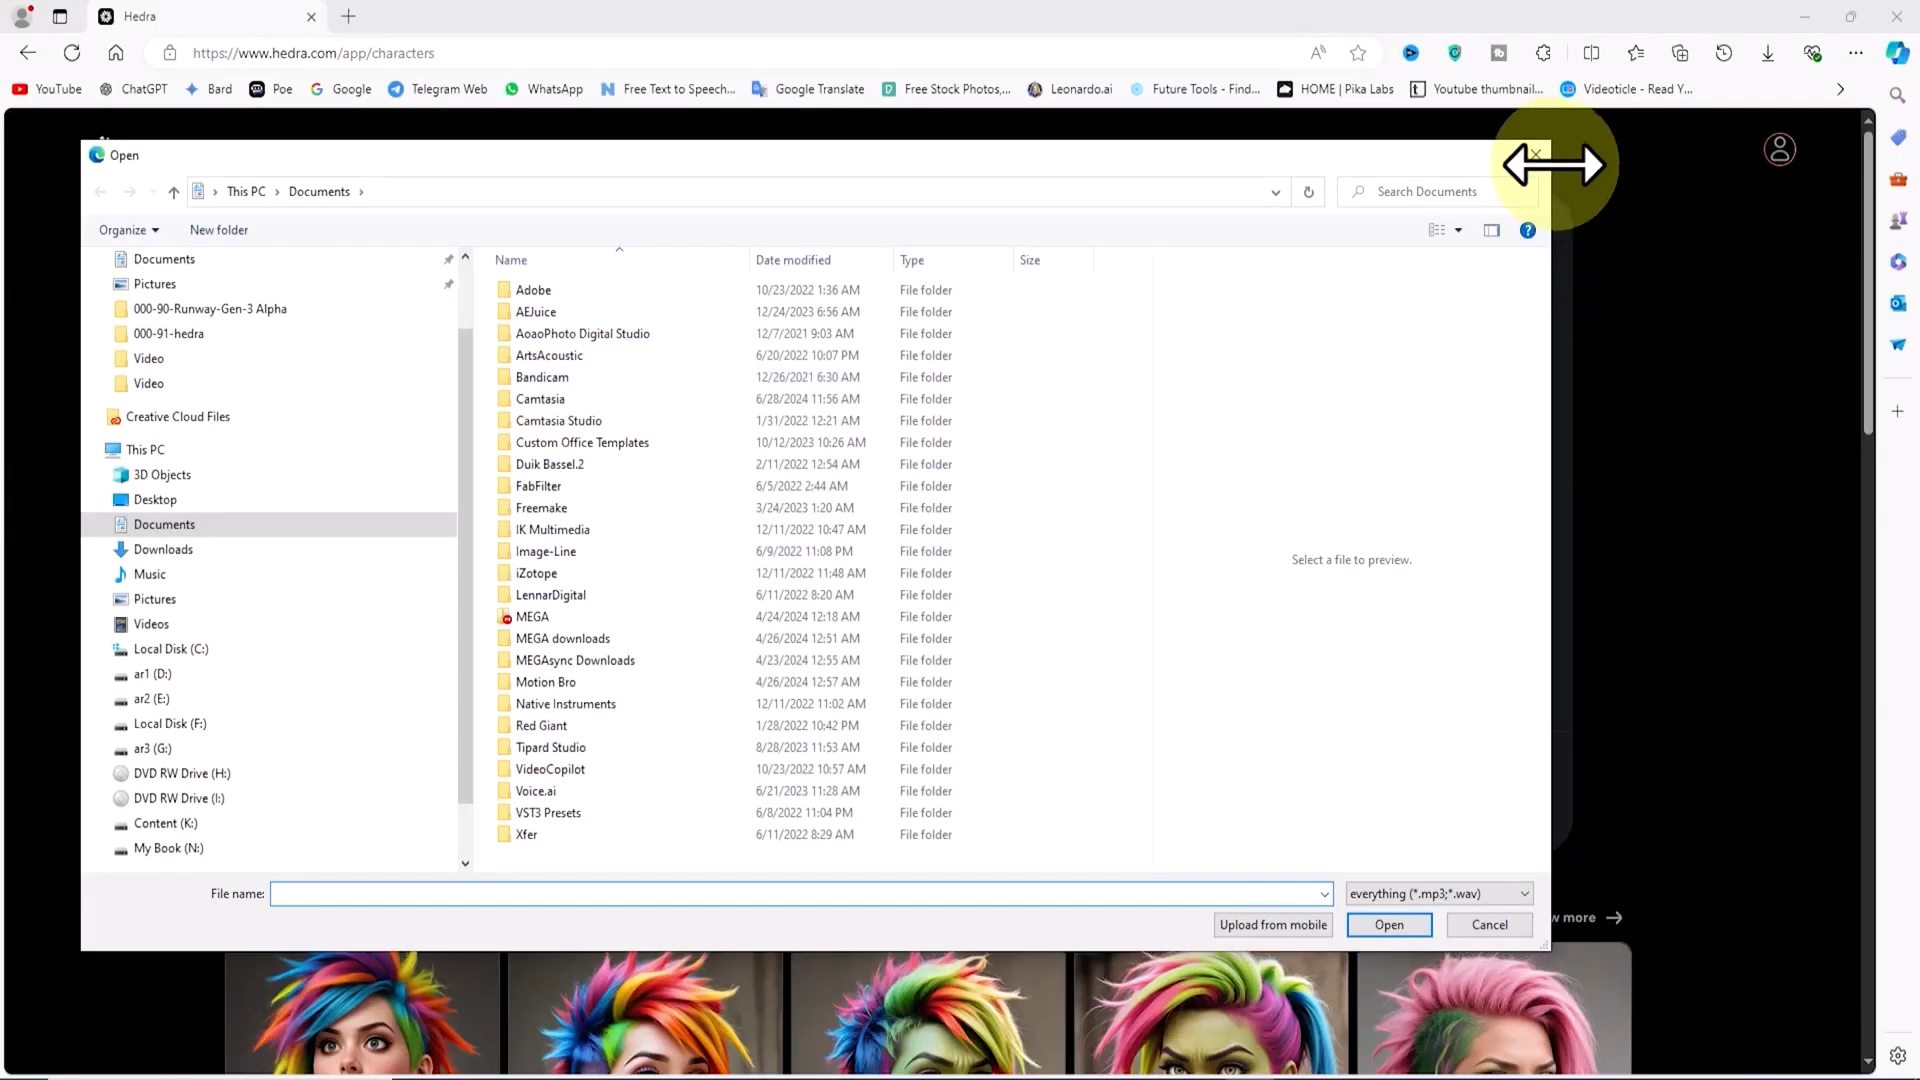 Hedra
https://www.hedra.com/app/characters
YouTube ChatGPT Bard Poe Google Telegram Web WhatsApp Free Text to Speech... Google Translate Free Stock Photos,... Leonardo.ai Future Tools - Find... HOME | Pika Labs Youtube thumbnail... Videoticle - Read Y...
Open
This PC > Documents >
Search Documents
Organize New folder
Documents
Pictures
000-90-Runway-Gen-3 Alpha
000-91-hedra
Video
Video
Creative Cloud Files
This PC
3D Objects
Desktop
Documents
Downloads
Music
Pictures
Videos
Local Disk (C:)
ar1 (D:)
ar2 (E:)
Local Disk (F:)
ar3 (G:)
DVD RW Drive (H:)
DVD RW Drive (I:)
Content (K:)
My Book (N:)
Name Date modified Type Size
Adobe 10/23/2022 1:36 AM File folder
AEJuice 12/24/2023 6:56 AM File folder
AoaoPhoto Digital Studio 12/7/2021 9:03 AM File folder
ArtsAcoustic 6/20/2022 10:07 PM File folder
Bandicam 12/26/2021 6:30 AM File folder
Camtasia 6/28/2024 11:56 AM File folder
Camtasia Studio 1/31/2022 12:21 AM File folder
Custom Office Templates 10/12/2023 10:26 AM File folder
Duik Bassel.2 2/11/2022 12:54 AM File folder
FabFilter 6/5/2022 2:44 AM File folder
Freemake 3/24/2023 1:20 AM File folder
IK Multimedia 12/11/2022 10:47 AM File folder
Image-Line 6/9/2022 11:08 PM File folder
iZotope 12/11/2022 11:48 AM File folder
LennarDigital 6/11/2022 8:20 AM File folder
MEGA 4/24/2024 12:18 AM File folder
MEGA downloads 4/26/2024 12:51 AM File folder
MEGAsync Downloads 4/23/2024 12:55 AM File folder
Motion Bro 4/26/2024 12:57 AM File folder
Native Instruments 12/11/2022 11:02 AM File folder
Red Giant 1/28/2022 10:42 PM File folder
Tipard Studio 8/28/2023 11:53 AM File folder
VideoCopilot 10/23/2022 10:57 AM File folder
Voice.ai 6/21/2023 11:28 AM File folder
VST3 Presets 6/8/2022 11:04 PM File folder
Xfer 6/11/2022 8:29 AM File folder
Select a file to preview.
File name: everything (*.mp3;*.wav)
Upload from mobile Open Cancel
w more